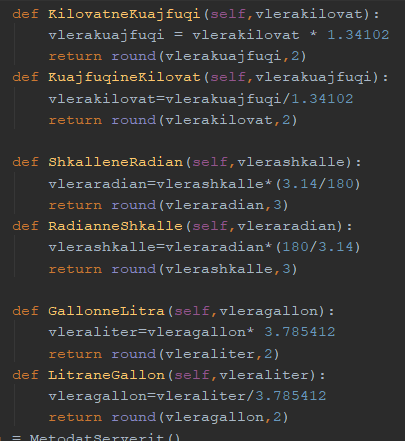 def KilovatneKuajfuqi(self,vlerakilovat):
vlerakuajfuqi = vlerakilovat * 1.34102
return round(vlerakuajfuqi,2)
def KuajfuqineKilovat(self,vlerakuajfuqi):
vlerakilovat=vlerakuajfuqi/1.34102
return round(vlerakilovat,2)
def ShkalleneRadian(self,vlerashkalle):
vleraradian=vlerashkalle*(3.14/180)
return round(vleraradian,3)
def RadianneShkalle(self,vleraradian):
vlerashkalle=vleraradian*(180/3.14)
return round(vlerashkalle,3)
def GallonneLitra(self,vleragallon):
vleraliter=vleragallon* 3.785412
return round(vleraliter,2)
def LitraneGallon(self,vleraliter):
vleragallon=vleraliter/3.785412
return round(vleragallon,2)
= MetodatServerit()